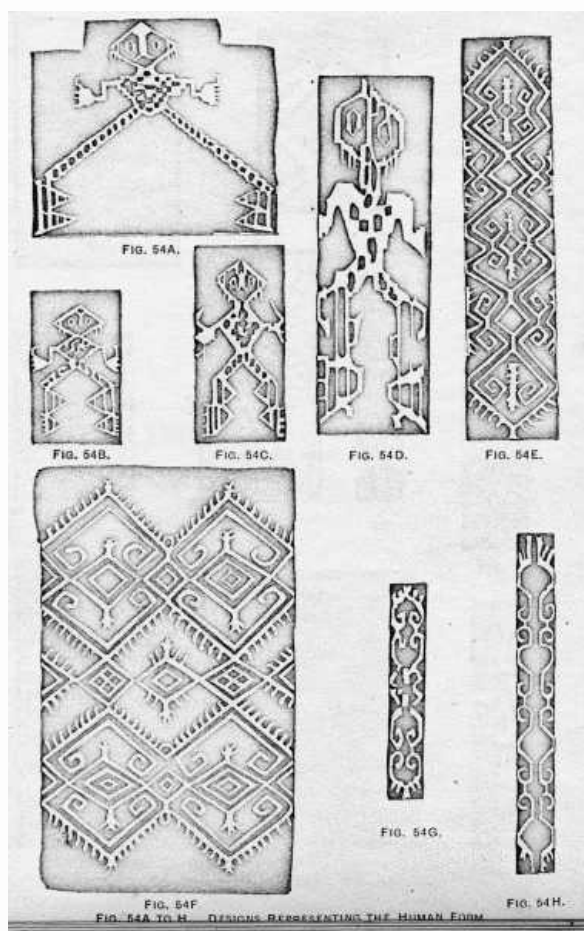 FIG. 54A.
FIG. 54B.
FIG. 54C.
FIG. 54D.
FIG. 54E.
FIG. 54F
FIG. 54G.
FIG. 54H.
FIG. 54A TO H. DESIGNS REPRESENTING THE HUMAN FORM